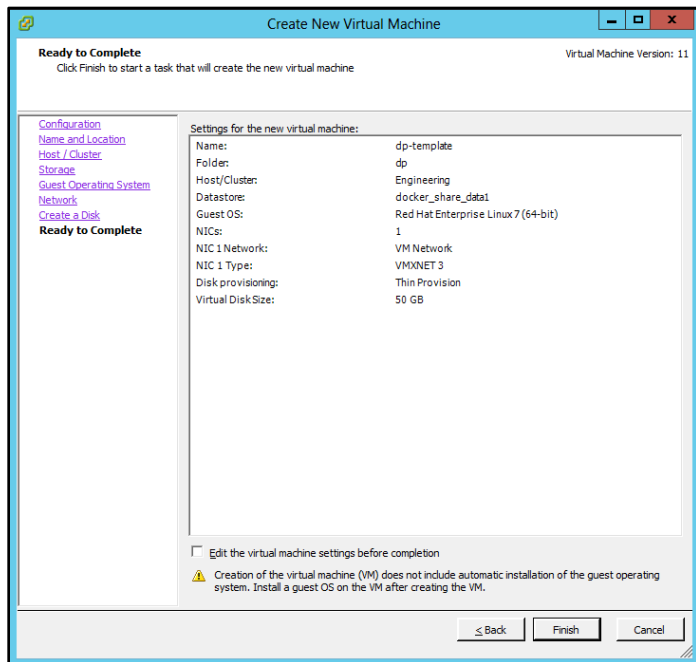 Create New Virtual Machine
Ready to Complete
Click Finish to start a task that will create the new virtual machine
Virtual Machine Version: 11
Configuration
Name and Location
Host / Cluster
Storage
Guest Operating System
Network
Create a Disk
Ready to Complete
Settings for the new virtual machine:
Name: dp-template
Folder: dp
Host/Cluster: Engineering
Datastore: docker_share_data1
Guest OS: Red Hat Enterprise Linux 7 (64-bit)
NICs: 1
NIC 1 Network: VM Network
NIC 1 Type: VMXNET 3
Disk provisioning: Thin Provision
Virtual Disk Size: 50 GB
Edit the virtual machine settings before completion
Creation of the virtual machine (VM) does not include automatic installation of the guest operating
system. Install a guest OS on the VM after creating the VM.
< Back Finish Cancel